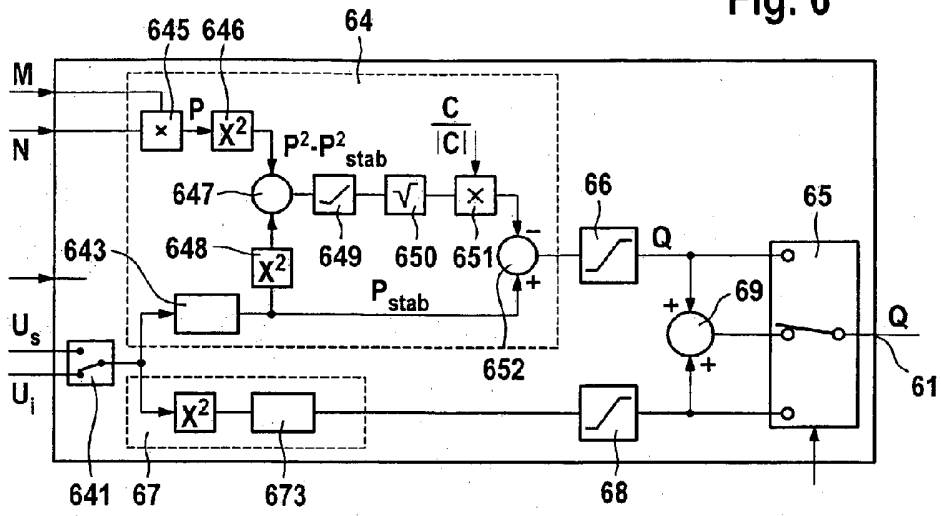 Fig. 6
645 646 64
M
P
X²
×
N
C
|C|
P²-P²stab
647
√
×
66
65
643
648
649 650 651
−
Q
X²
Pstab
+
69
Q
+
Us
652
+
61
Ui
X²
641 67 673 68